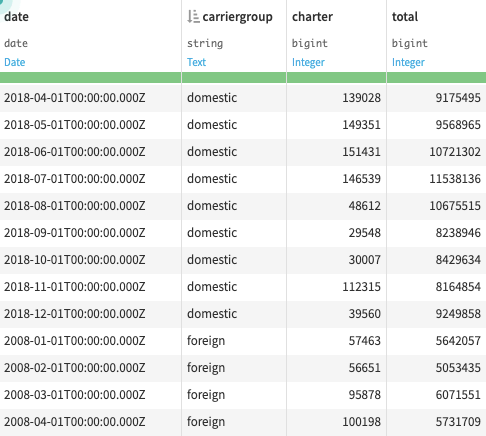 date carriergroup charter total
date string bigint bigint
Date Text Integer Integer
2018-04-01T00:00:00.000Z domestic 139028 9175495
2018-05-01T00:00:00.000Z domestic 149351 9568965
2018-06-01T00:00:00.000Z domestic 151431 10721302
2018-07-01T00:00:00.000Z domestic 146539 11538136
2018-08-01T00:00:00.000Z domestic 48612 10675515
2018-09-01T00:00:00.000Z domestic 29548 8238946
2018-10-01T00:00:00.000Z domestic 30007 8429634
2018-11-01T00:00:00.000Z domestic 112315 8164854
2018-12-01T00:00:00.000Z domestic 39560 9249858
2008-01-01T00:00:00.000Z foreign 57463 5642057
2008-02-01T00:00:00.000Z foreign 56651 5053435
2008-03-01T00:00:00.000Z foreign 95878 6071551
2008-04-01T00:00:00.000Z foreign 100198 5731709